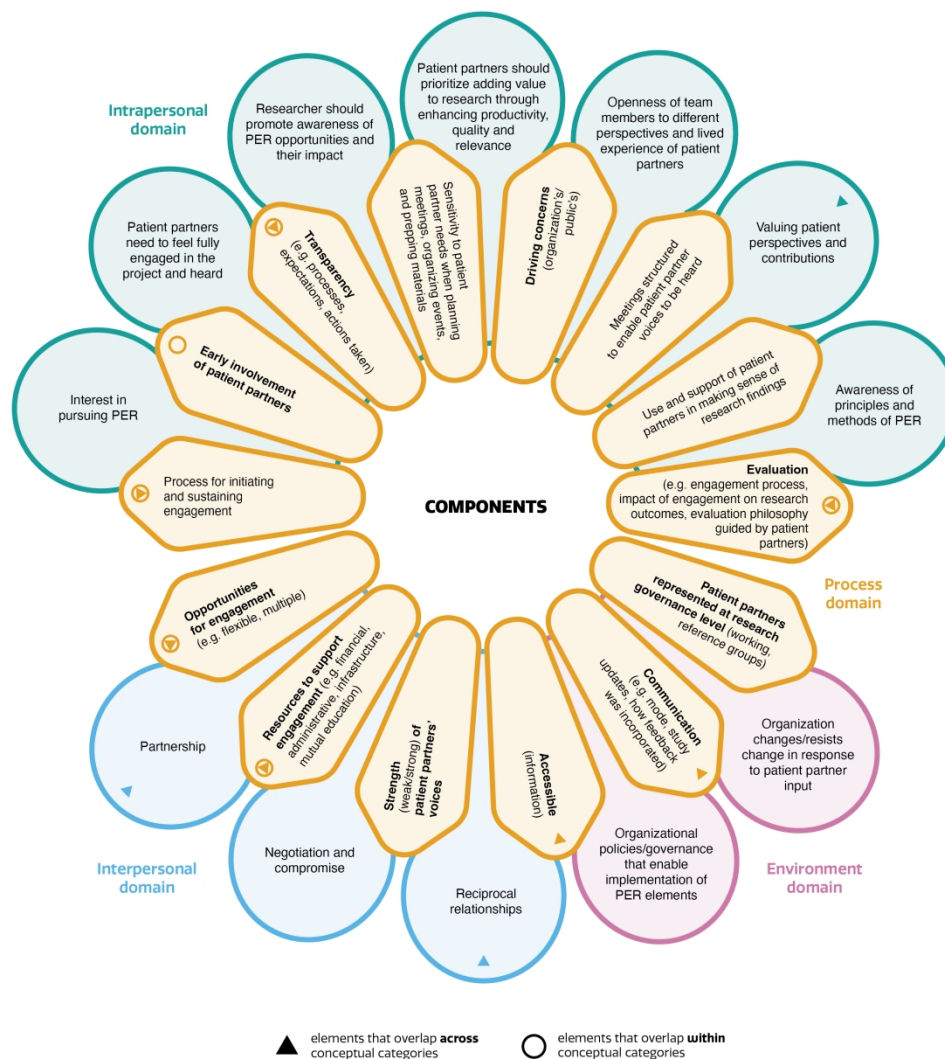 Intrapersonal
domain
Interest in
pursuing PER
Patient partners
need to feel fully
engaged in the
project and heard
Researcher should
promote awareness of
PER opportunities and
their impact
Patient partners should
prioritize adding value
to research through
enhancing productivity,
quality and
relevance
Openness of team
members to different
perspectives and lived
experience of patient
partners
Valuing patient
perspectives and
contributions
Awareness of
principles and
methods of PER
Process for initiating
and sustaining
engagement
Early involvement
of patient partners
Transparency
(e.g. processes,
expectations, actions taken)
Sensitivity to patient
partner needs when planning
meetings, organizing events,
and prepping materials
Driving concerns
(organization's/
public's)
Meetings structured
to enable patient partner
voices to be heard
Use and support of patient
partners in making sense of
research findings
Evaluation
(e.g. engagement process,
impact of engagement on research
outcomes, evaluation philosophy
guided by patient
partners)
COMPONENTS
Process
domain
Patient partners
represented at research
governance level (working,
reference groups)
Communication
(e.g. mode, study
updates, how feedback
was incorporated)
Accessible
(information)
Strength
(weak/strong) of
patient partners'
voices
Resources to support
engagement (e.g. financial,
administrative, infrastructure,
mutual education)
Opportunities
for engagement
(e.g. flexible, multiple)
Partnership
Negotiation and
compromise
Reciprocal
relationships
Interpersonal
domain
Organizational
policies/governance
that enable
implementation of
PER elements
Organization
changes/resists
change in response
to patient partner
input
Environment
domain
elements that overlap across
conceptual categories
elements that overlap within
conceptual categories